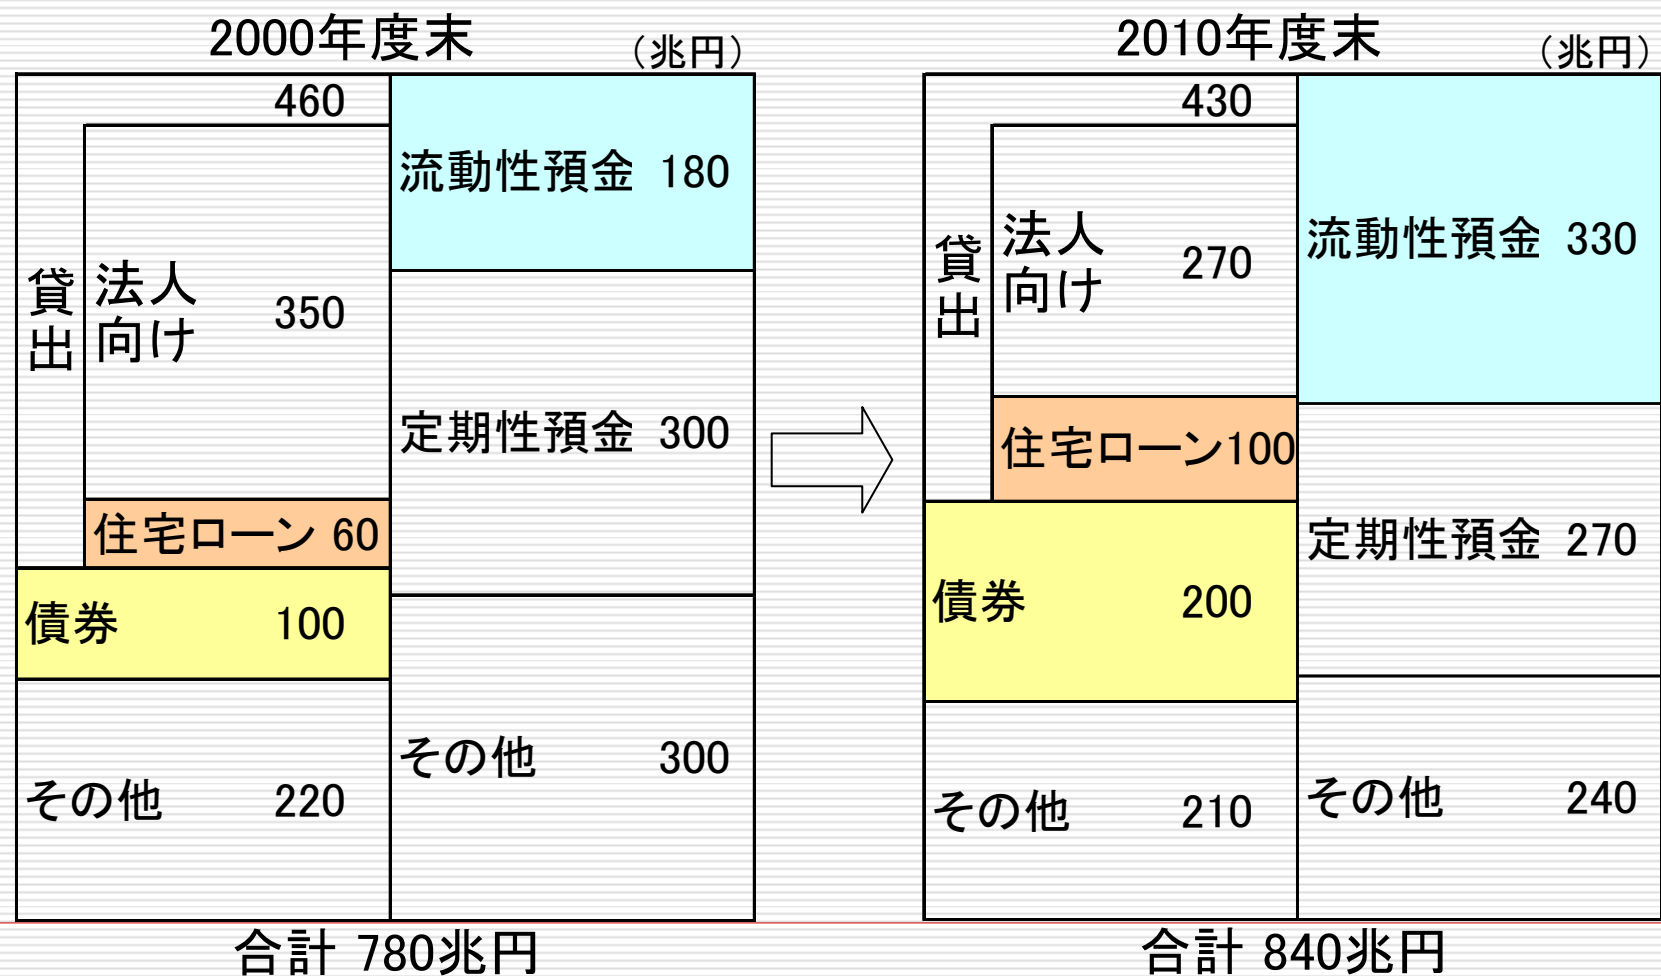 2000年度末 (兆円)
460
貸出
法人
向け 350
住宅ローン 60
債券 100
その他 220
流動性預金 180
定期性預金 300
その他 300
合計 780兆円
2010年度末 (兆円)
430
貸出
法人
向け 270
住宅ローン100
債券 200
その他 210
流動性預金 330
定期性預金 270
その他 240
合計 840兆円